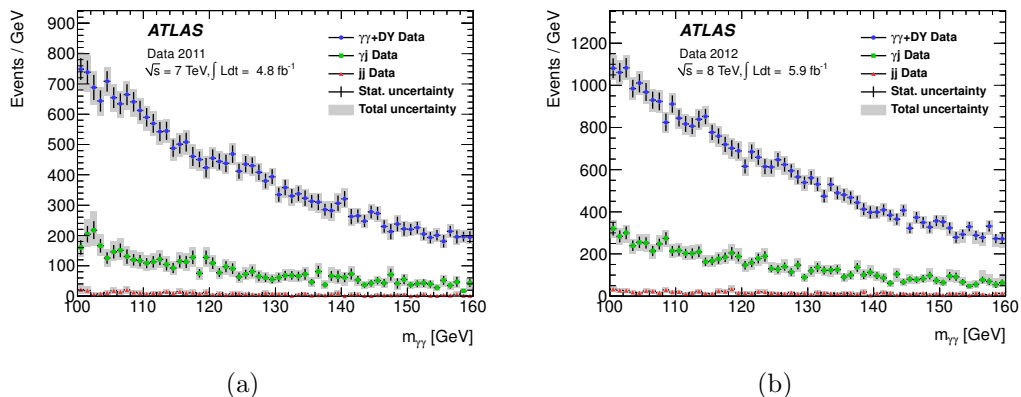 Events / GeV
900
800
700
600
500
400
300
200
100
0
100 110 120 130 140 150 160
m_γγ [GeV]
ATLAS
Data 2011
√s = 7 TeV, ∫ Ldt = 4.8 fb⁻¹
γγ+DY Data
γj Data
jj Data
Stat. uncertainty
Total uncertainty
(a)
Events / GeV
1200
1000
800
600
400
200
0
100 110 120 130 140 150 160
m_γγ [GeV]
ATLAS
Data 2012
√s = 8 TeV, ∫ Ldt = 5.9 fb⁻¹
γγ+DY Data
γj Data
jj Data
Stat. uncertainty
Total uncertainty
(b)